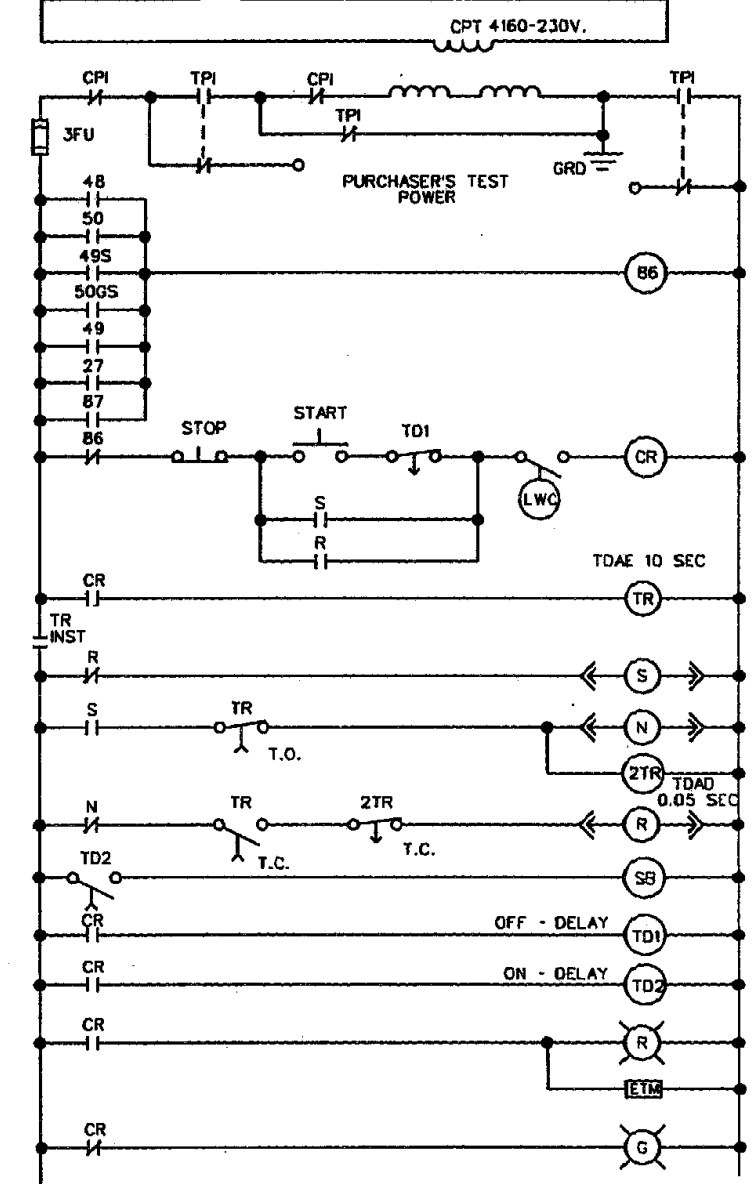 CPT 4160-230V.
CPI TPI CPI TPI
TPI
3FU
GRD
PURCHASER'S TEST
POWER
48
50
49S
86
50GS
49
27
87
86 STOP START TD1
CR
LWC
S
R
TDAE 10 SEC
CR
TR
TR
INST
R
S
S TR
N
T.O.
2TR
TDAD
0.05 SEC
N TR 2TR
R
T.C. T.C.
TD2
SB
CR OFF - DELAY
TD1
CR ON - DELAY
TD2
CR
R
ETM
CR
G